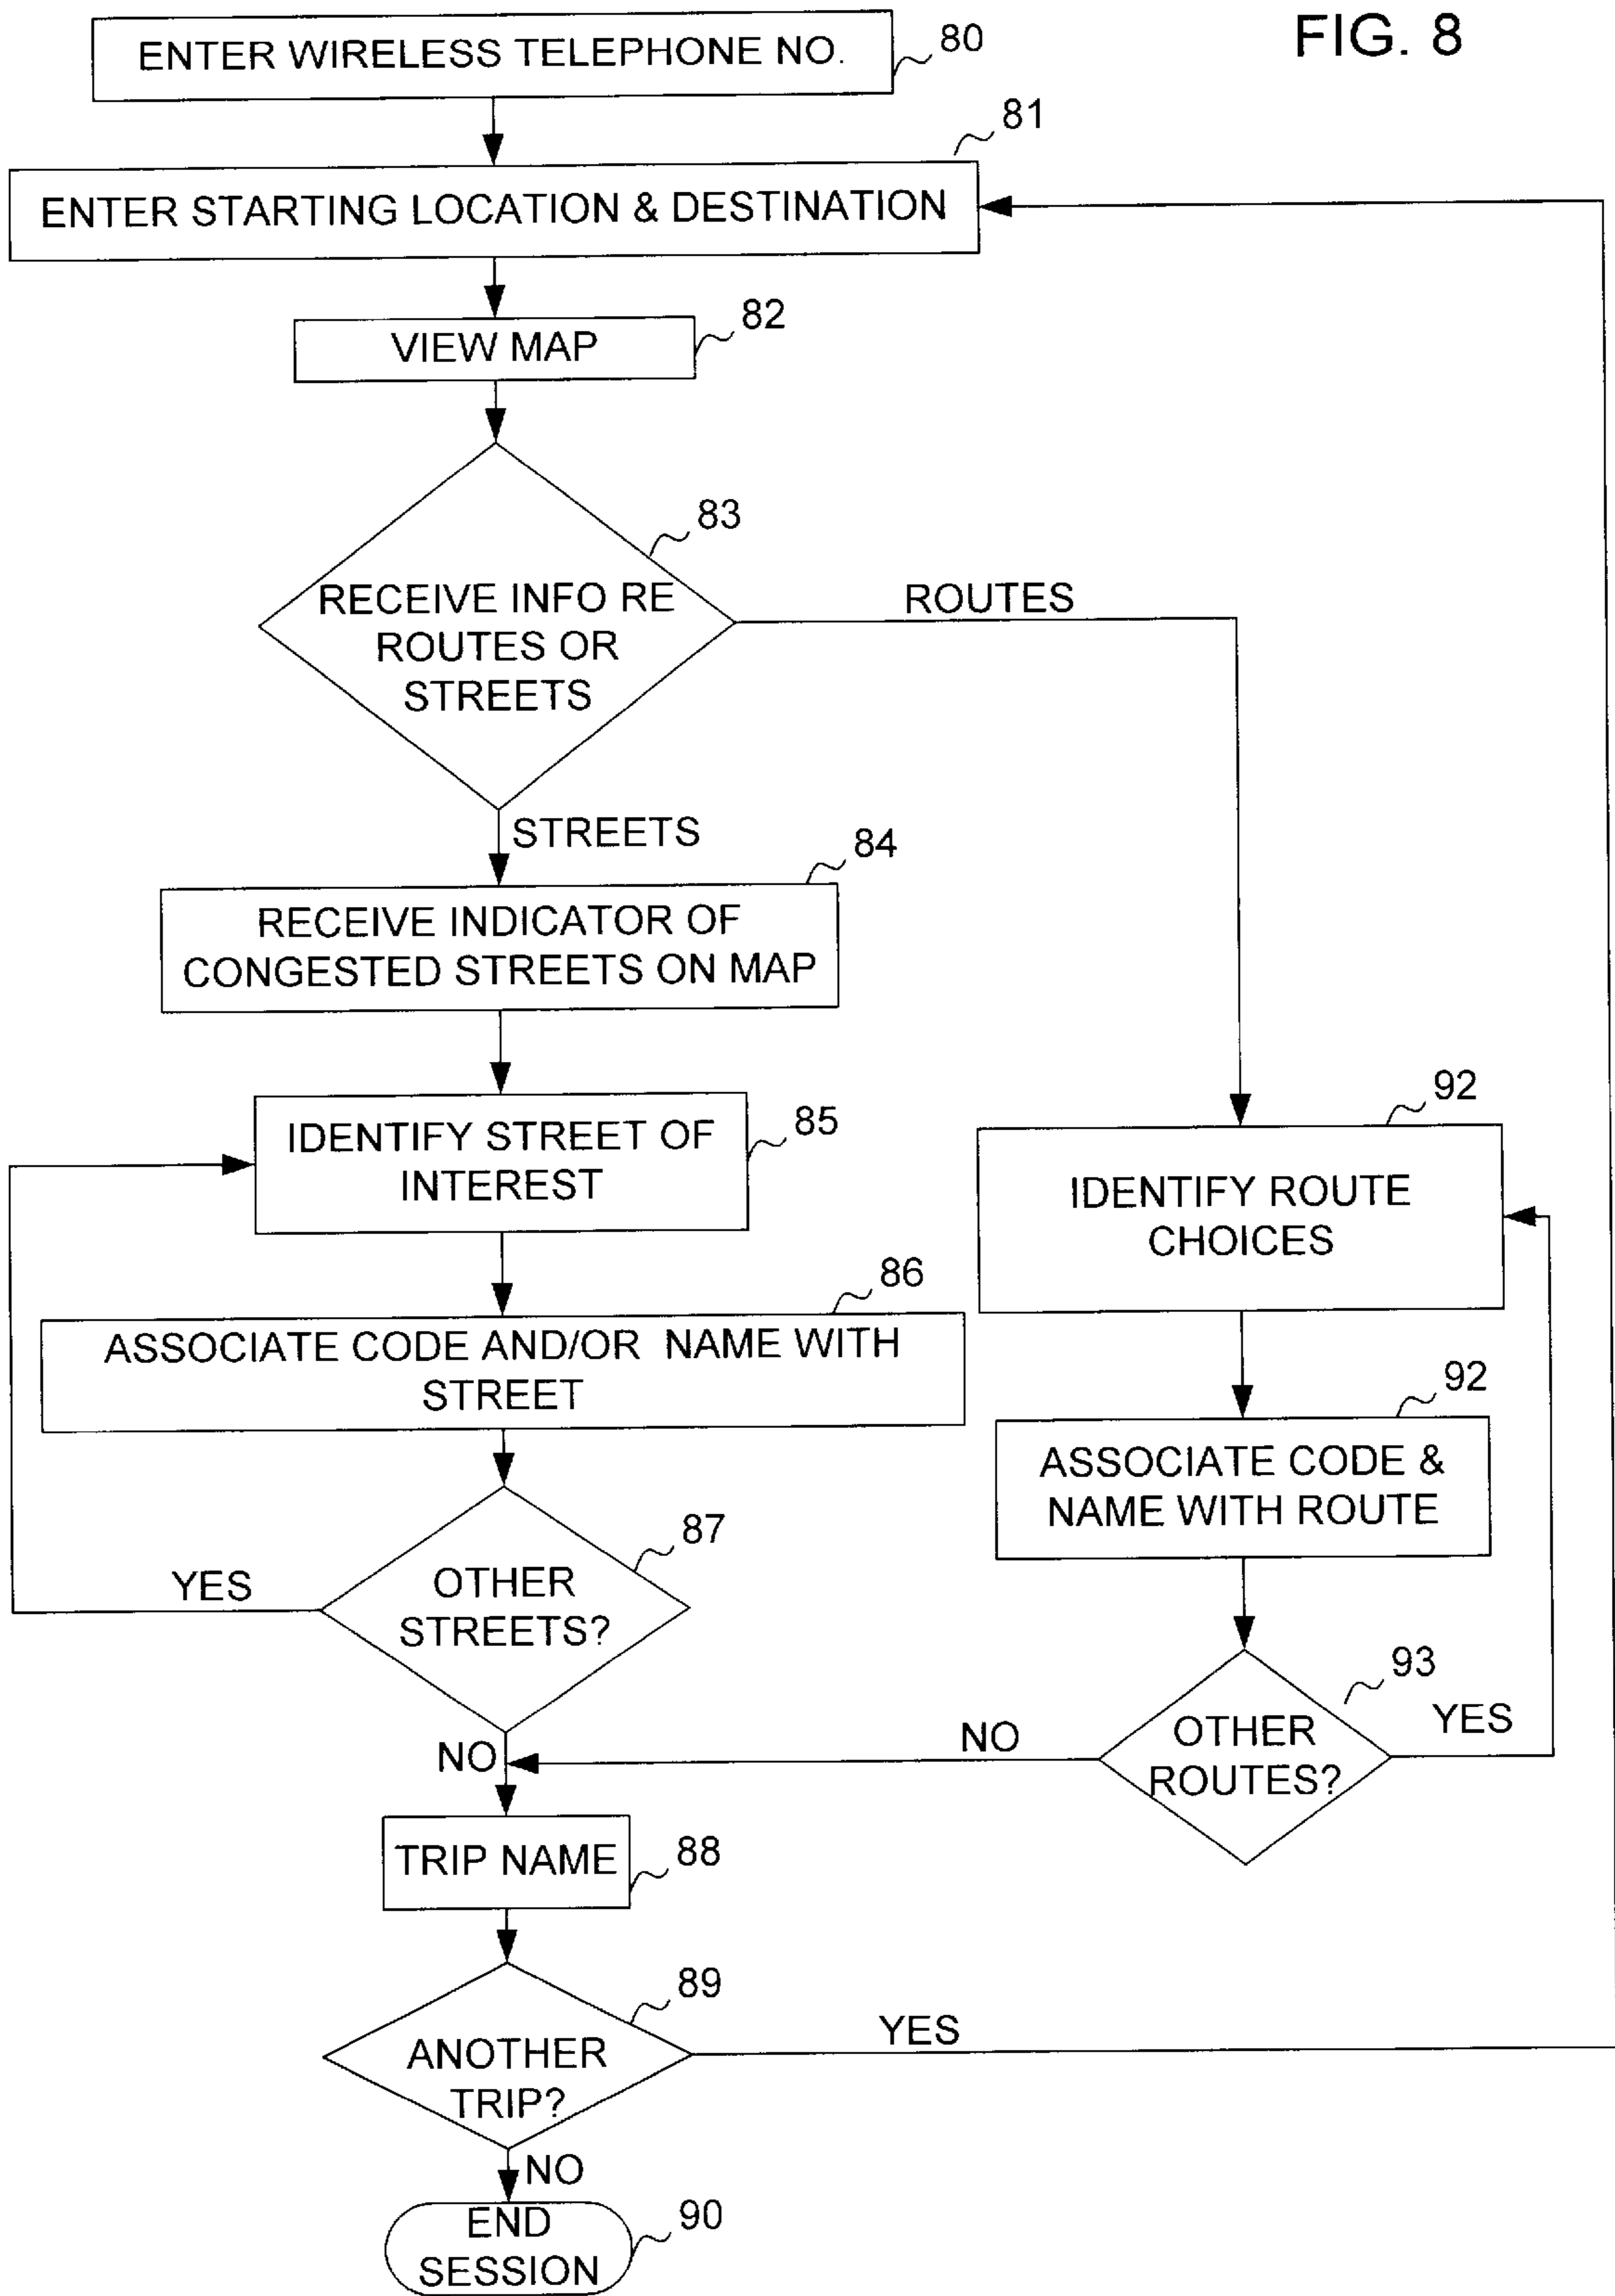 FIG. 8
ENTER WIRELESS TELEPHONE NO.
80
81
ENTER STARTING LOCATION & DESTINATION
82
VIEW MAP
83
RECEIVE INFO RE
ROUTES OR
STREETS
ROUTES
STREETS
84
RECEIVE INDICATOR OF
CONGESTED STREETS ON MAP
85
IDENTIFY STREET OF
INTEREST
92
IDENTIFY ROUTE
CHOICES
86
ASSOCIATE CODE AND/OR NAME WITH
STREET
92
ASSOCIATE CODE &
NAME WITH ROUTE
87
OTHER
STREETS?
YES
NO
93
OTHER
ROUTES?
YES
NO
TRIP NAME
88
89
ANOTHER
TRIP?
YES
NO
END
SESSION
90